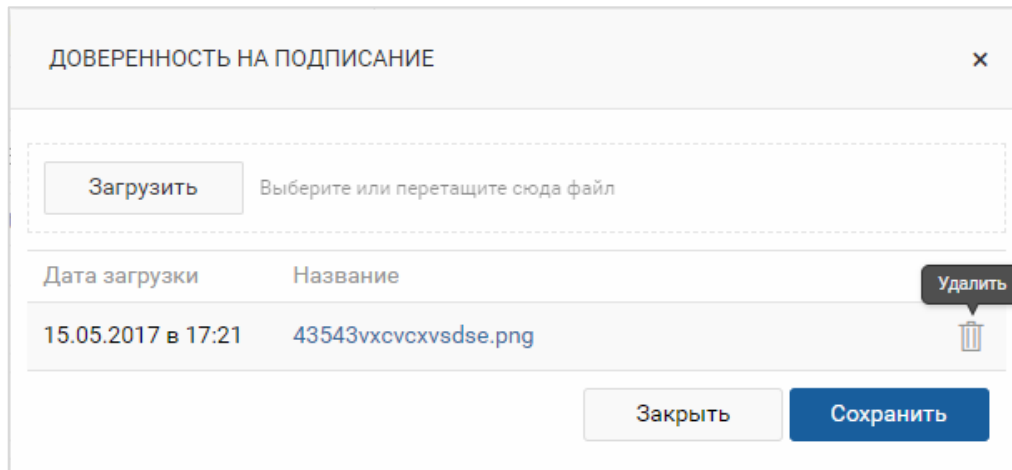 ДОВЕРЕННОСТЬ НА ПОДПИСАНИЕ
Загрузить Выберите или перетащите сюда файл
Дата загрузки Название
Удалить
15.05.2017 в 17:21 43543vxcvcxvsdse.png
Закрыть Сохранить